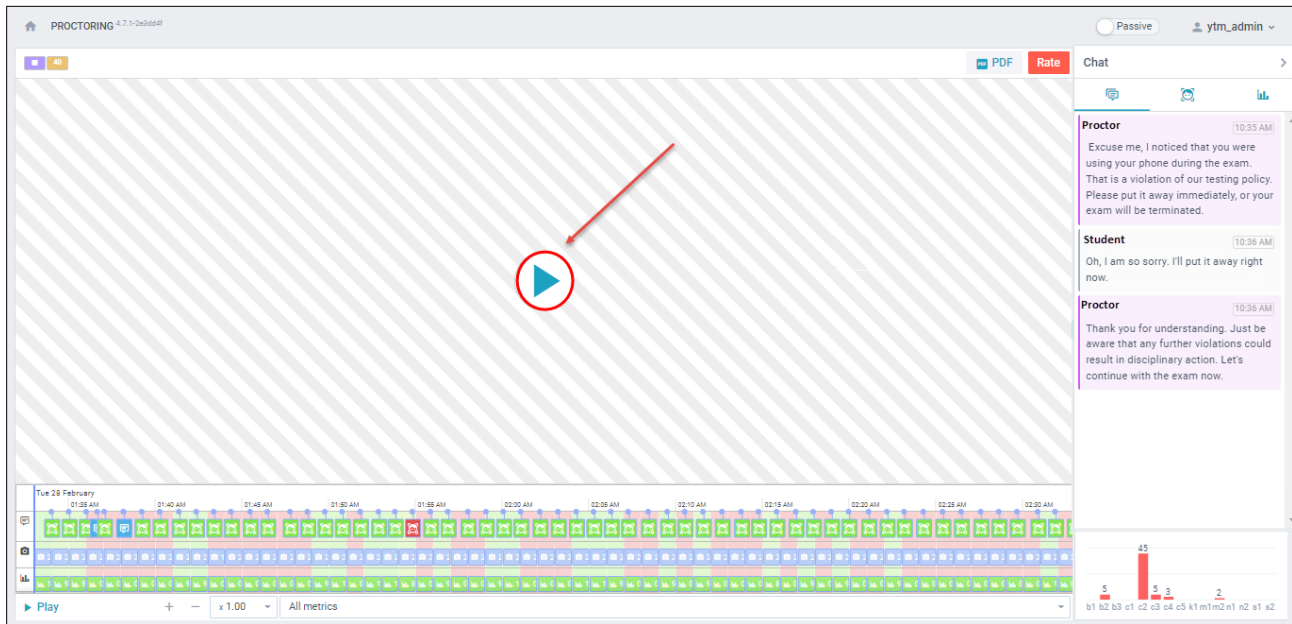 PROCTORING 4.7.1-2e3dd4f
Passive
ytm_admin
40
PDF
Rate
Chat
Proctor
10:35 AM
Excuse me, I noticed that you were
using your phone during the exam.
That is a violation of our testing policy.
Please put it away immediately, or your
exam will be terminated.
Student
10:36 AM
Oh, I am so sorry. I'll put it away right
now.
Proctor
10:36 AM
Thank you for understanding. Just be
aware that any further violations could
result in disciplinary action. Let's
continue with the exam now.
Tue 28 February
01:35 AM 01:40 AM 01:45 AM 01:50 AM 01:55 AM 02:00 AM 02:05 AM 02:10 AM 02:15 AM 02:20 AM 02:25 AM 02:30 AM
Play
+ −
x 1.00
All metrics
45
5 5 3 2
b1 b2 b3 c1 c2 c3 c4 c5 k1 m1 m2 n1 n2 s1 s2